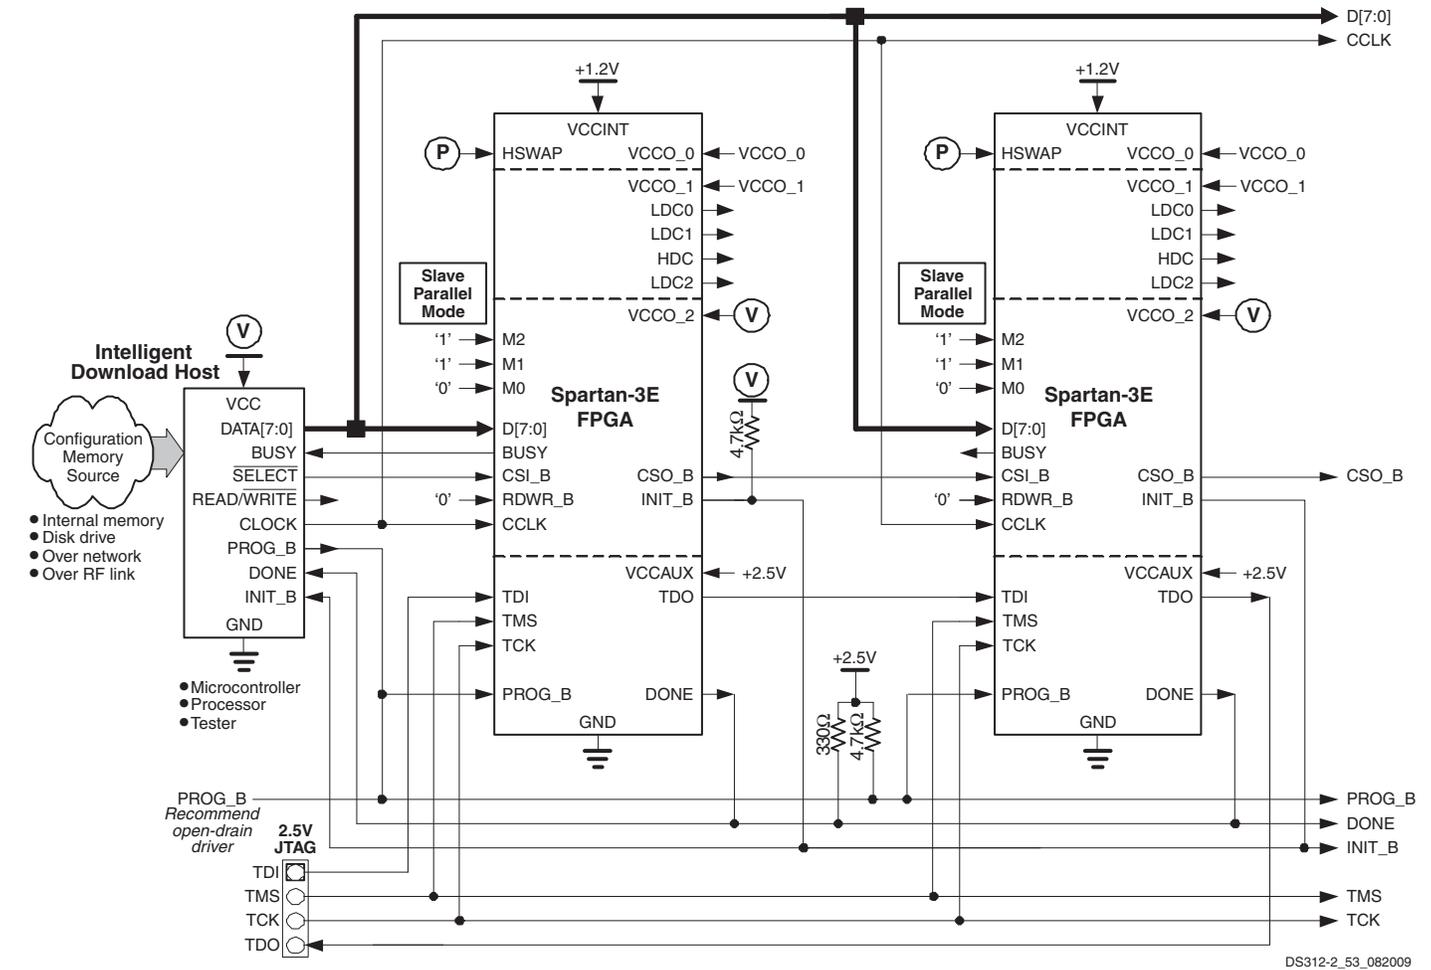 D[7:0]
CCLK
+1.2V
+1.2V
VCCINT
VCCINT
P
HSWAP
VCCO_0
VCCO_0
P
HSWAP
VCCO_0
VCCO_0
VCCO_1
VCCO_1
VCCO_1
VCCO_1
LDC0
LDC0
LDC1
LDC1
HDC
HDC
LDC2
LDC2
Slave
Parallel
Mode
Slave
Parallel
Mode
VCCO_2
V
VCCO_2
V
V
Intelligent
Download Host
'1'
M2
'1'
M2
'1'
M1
'1'
M1
'0'
M0
'0'
M0
V
4.7kΩ
Spartan-3E
FPGA
Spartan-3E
FPGA
VCC
Configuration
Memory
Source
DATA[7:0]
D[7:0]
D[7:0]
BUSY
BUSY
BUSY
SELECT
CSI_B
CSO_B
CSI_B
CSO_B
CSO_B
READ/WRITE
'0'
RDWR_B
INIT_B
'0'
RDWR_B
INIT_B
CLOCK
CCLK
CCLK
● Internal memory
● Disk drive
● Over network
● Over RF link
PROG_B
DONE
INIT_B
GND
VCCAUX
+2.5V
VCCAUX
+2.5V
TDI
TDO
TDI
TDO
TMS
TMS
TCK
TCK
● Microcontroller
● Processor
● Tester
PROG_B
DONE
PROG_B
DONE
+2.5V
330Ω
4.7kΩ
GND
GND
PROG_B
Recommend
open-drain
driver
PROG_B
DONE
INIT_B
2.5V
JTAG
TDI
TMS
TMS
TCK
TCK
TDO
DS312-2_53_082009